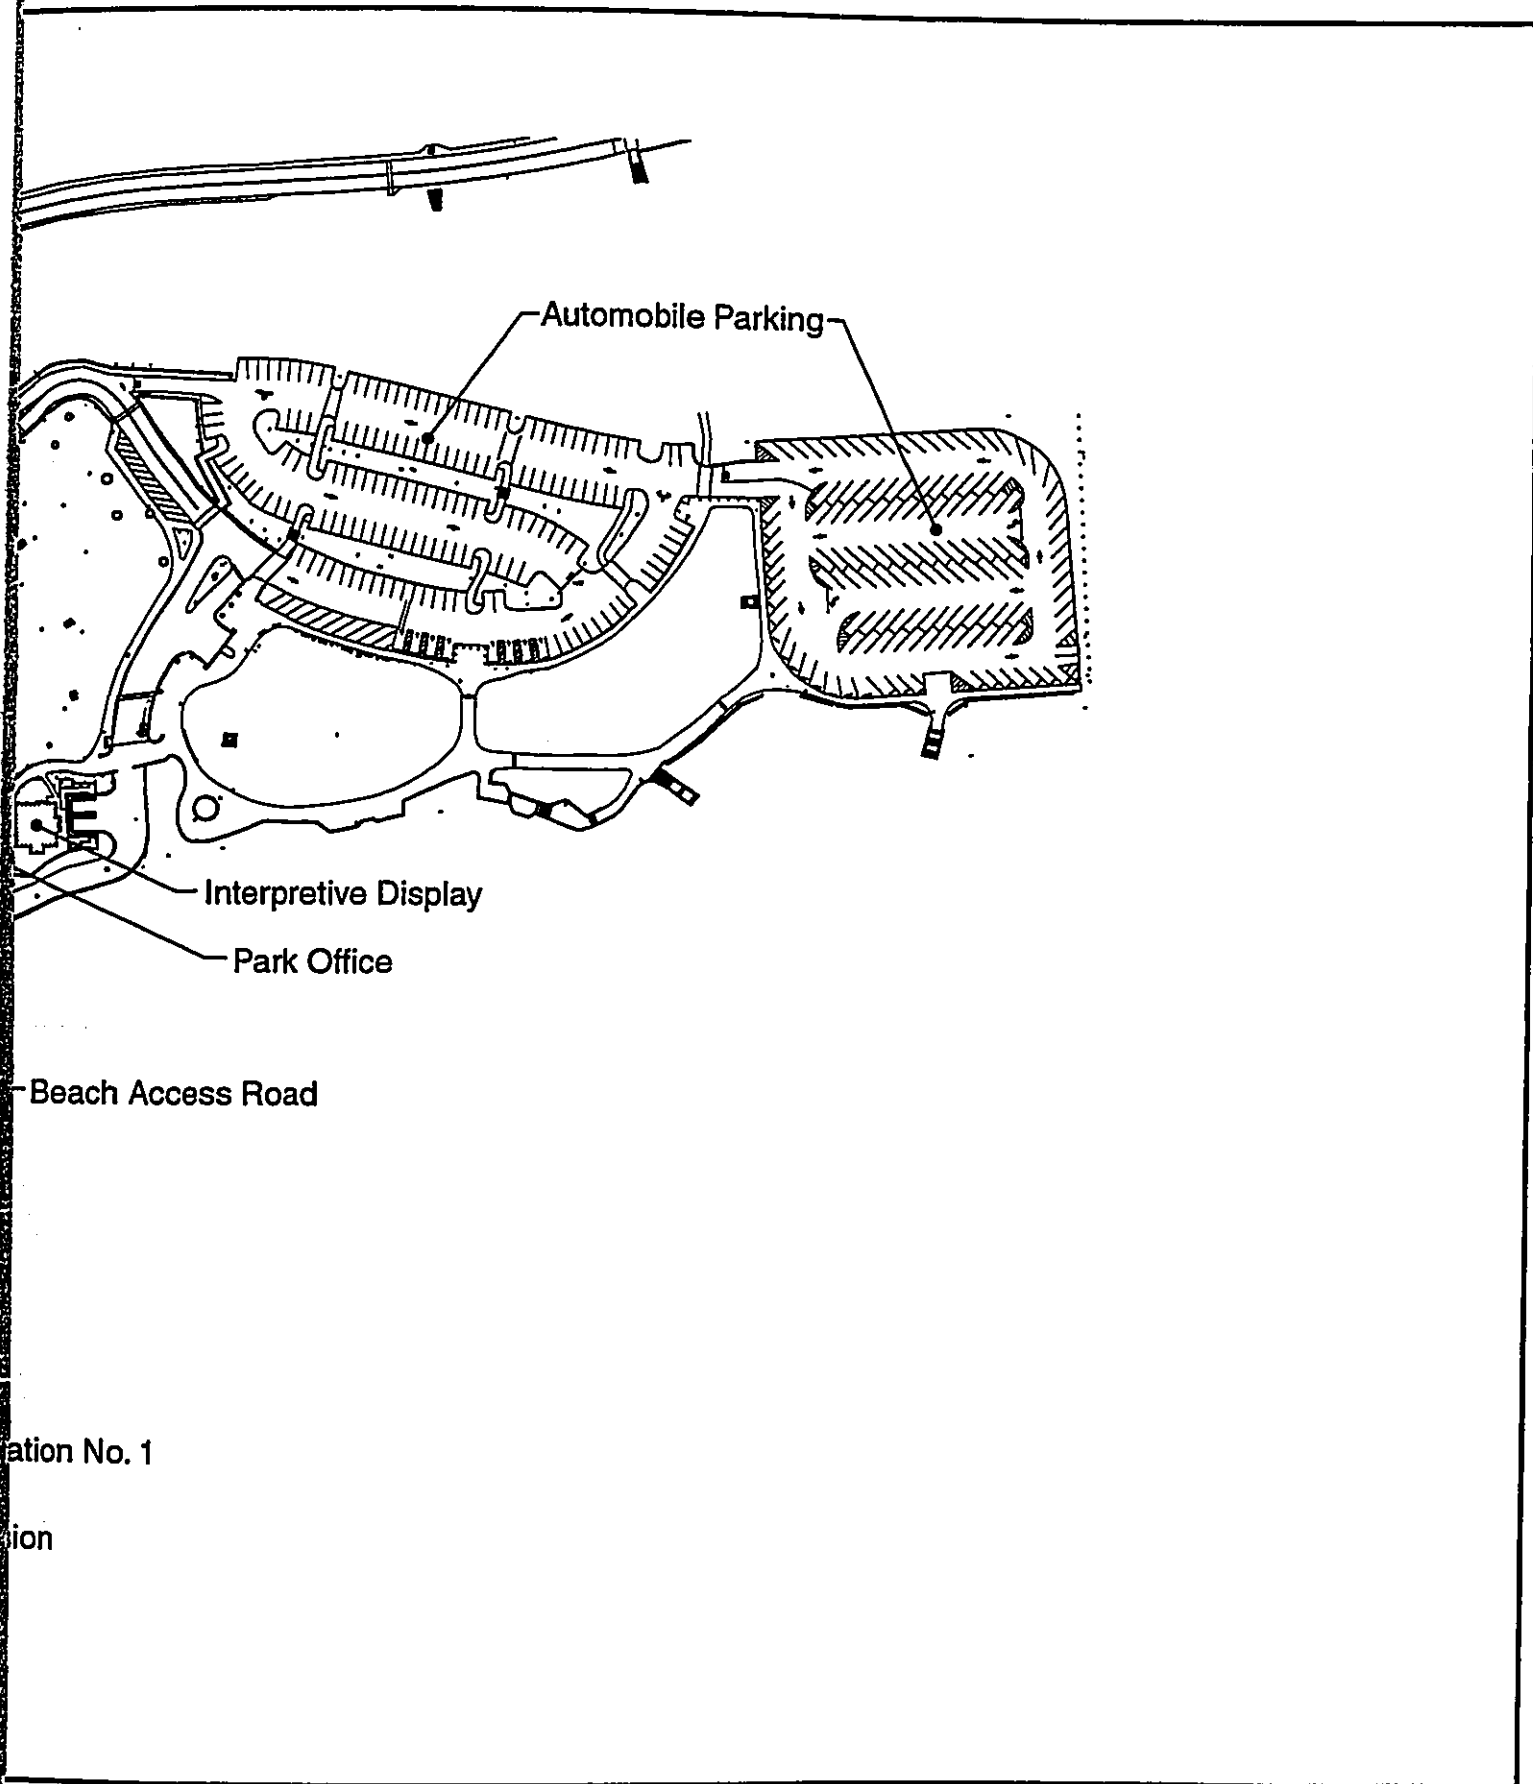 Automobile Parking
Interpretive Display
Park Office
Beach Access Road
ation No. 1
ion